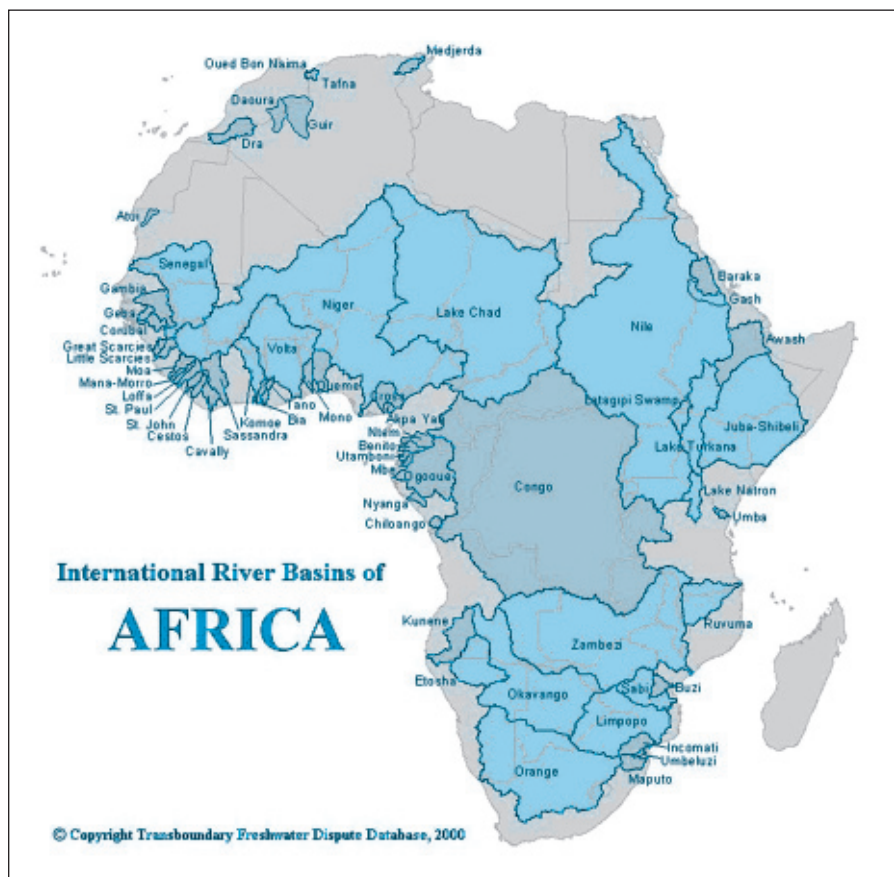 Medjerda
Oued Bon Naima
Tafna
Daoura
Guir
Dra
Atui
Senegal
Gambia
Geba
Corubal
Great Scarcies
Little Scarcies
Moa
Mana-Morro
Loffa
St. Paul
St. John
Cestos
Cavally
Sassandra
Komoe
Bia
Tano
Volta
Mono
Oueme
Niger
Lake Chad
Nile
Baraka
Gash
Awash
Lotagipi Swamp
Juba-Shibeli
Lake Turkana
Lake Natron
Umba
Cross
Akpa Yafi
Ntem
Benito
Utamboni
Mbe
Ogooue
Nyanga
Chiloango
Congo
International River Basins of
AFRICA
Kunene
Etosha
Zambezi
Ruvuma
Okavango
Sabi
Buzi
Limpopo
Incomati
Umbeluzi
Maputo
Orange
© Copyright Transboundary Freshwater Dispute Database, 2000